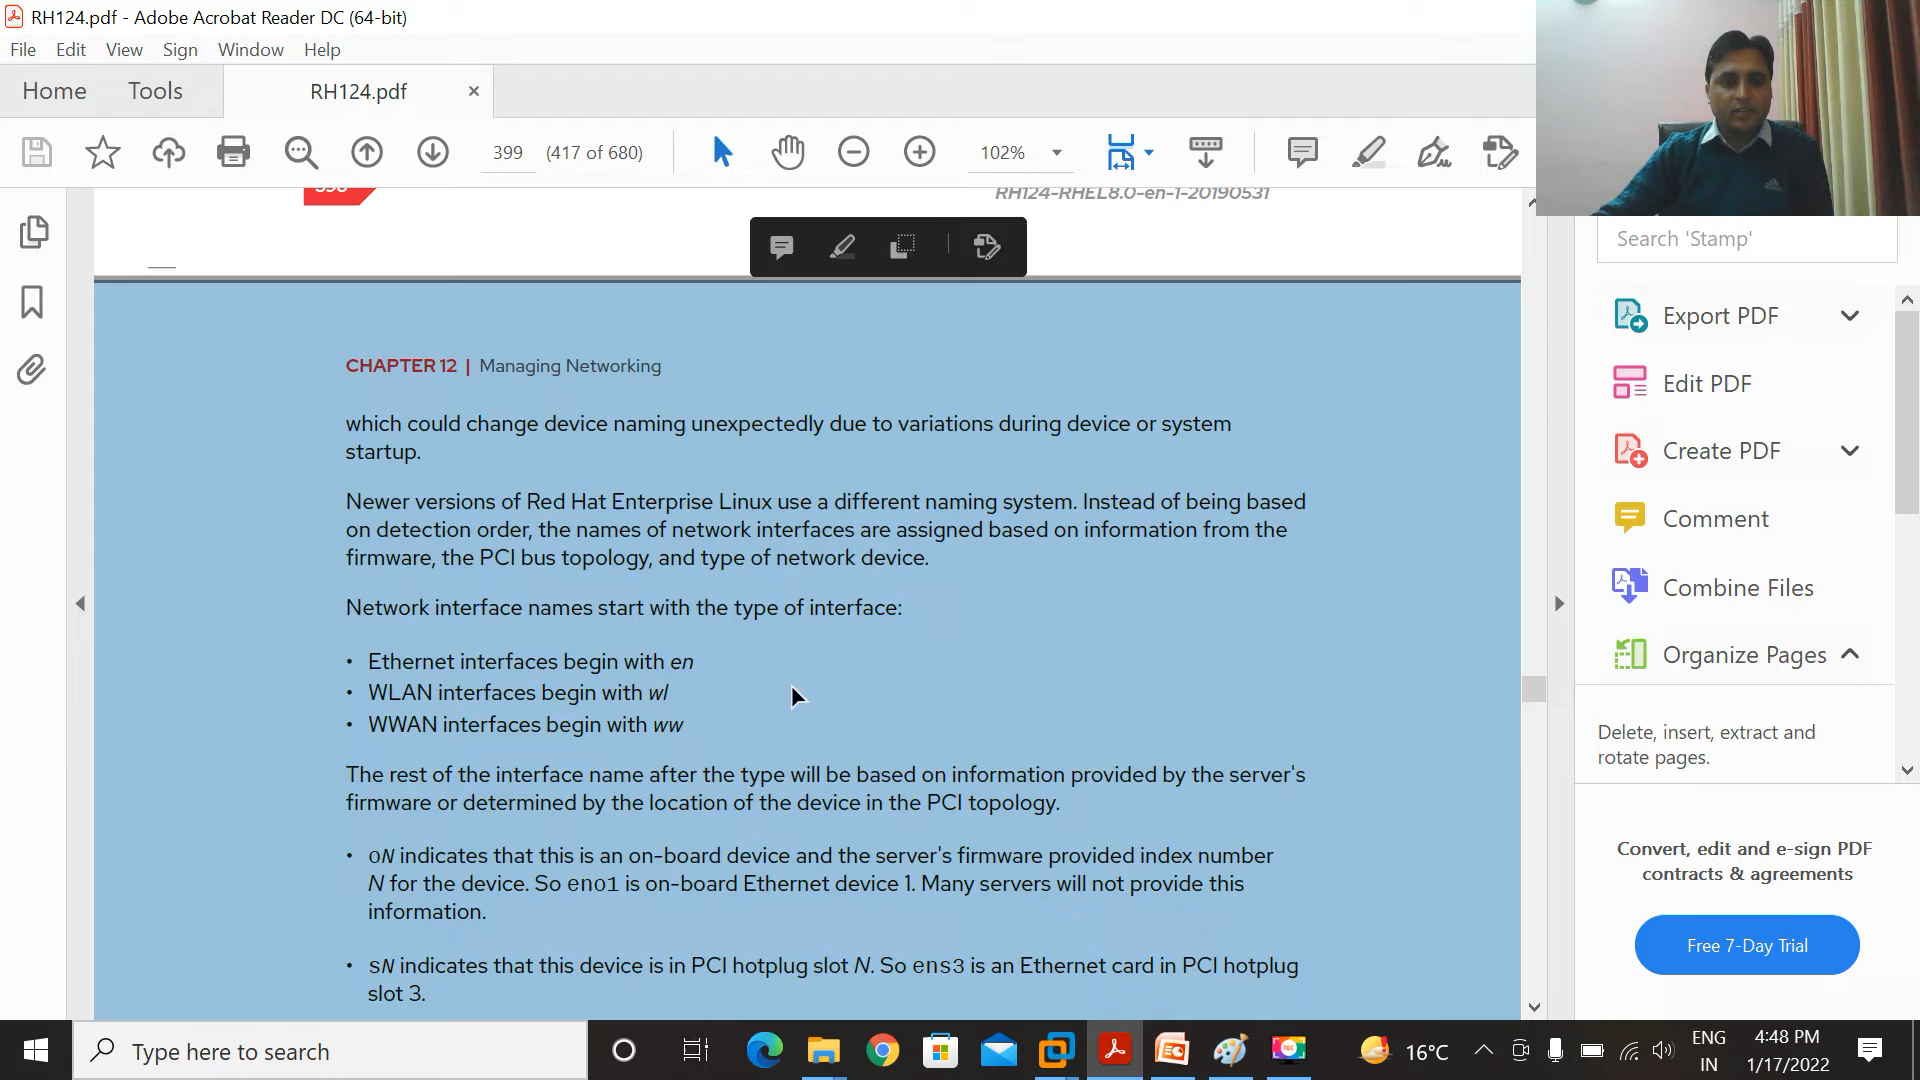 RH124.pdf - Adobe Acrobat Reader DC (64-bit)
File Edit View Sign Window Help
Home Tools RH124.pdf ×
399 (417 of 680) 102%
398 RH124-RHEL8.0-en-1-20190531
CHAPTER 12 | Managing Networking
which could change device naming unexpectedly due to variations during device or system
startup.
Newer versions of Red Hat Enterprise Linux use a different naming system. Instead of being based
on detection order, the names of network interfaces are assigned based on information from the
firmware, the PCI bus topology, and type of network device.
Network interface names start with the type of interface:
• Ethernet interfaces begin with en
• WLAN interfaces begin with wl
• WWAN interfaces begin with ww
The rest of the interface name after the type will be based on information provided by the server's
firmware or determined by the location of the device in the PCI topology.
• oN indicates that this is an on-board device and the server's firmware provided index number
N for the device. So eno1 is on-board Ethernet device 1. Many servers will not provide this
information.
• sN indicates that this device is in PCI hotplug slot N. So ens3 is an Ethernet card in PCI hotplug
slot 3.
Search 'Stamp'
Export PDF
Edit PDF
Create PDF
Comment
Combine Files
Organize Pages
Delete, insert, extract and
rotate pages.
Convert, edit and e-sign PDF
contracts & agreements
Free 7-Day Trial
Type here to search
16°C
ENG
IN
4:48 PM
1/17/2022